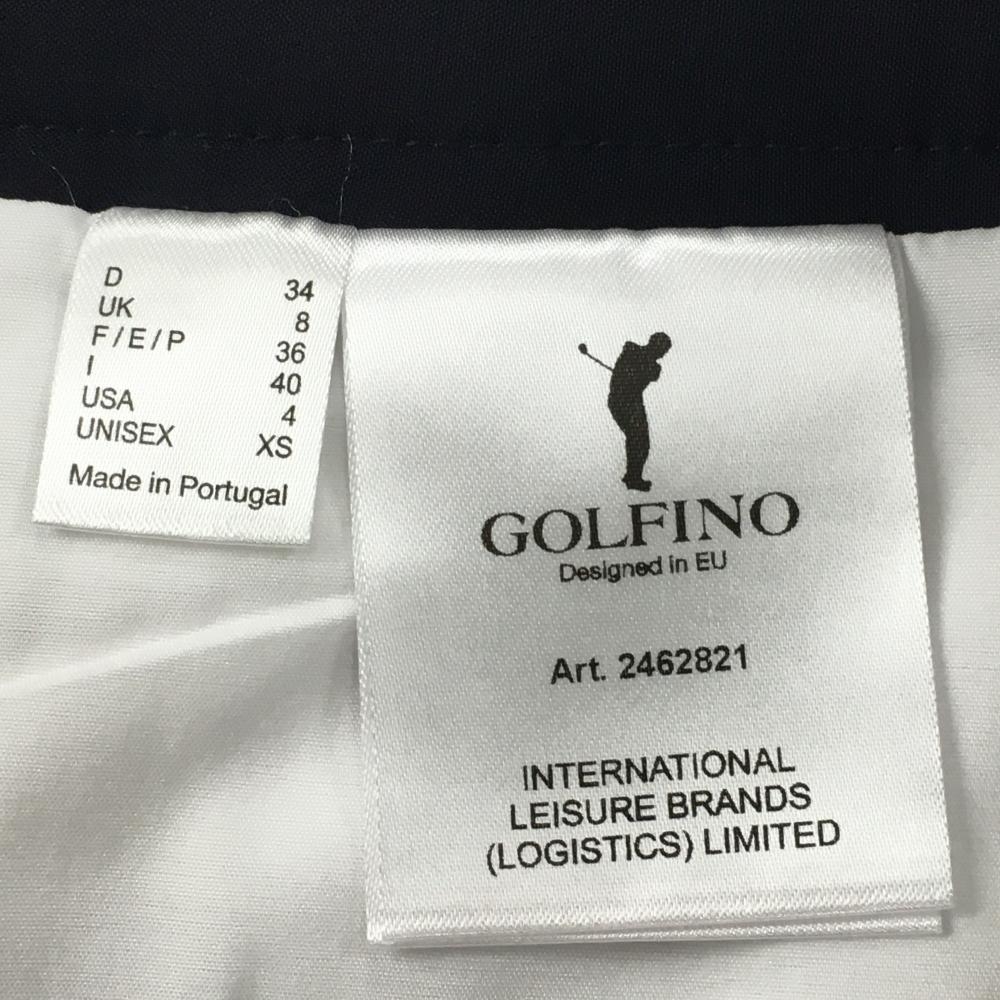 D 34
UK 8
F/E/P 36
I 40
USA 4
UNISEX XS
Made in Portugal
GOLFINO
Designed in EU
Art. 2462821
INTERNATIONAL
LEISURE BRANDS
(LOGISTICS) LIMITED